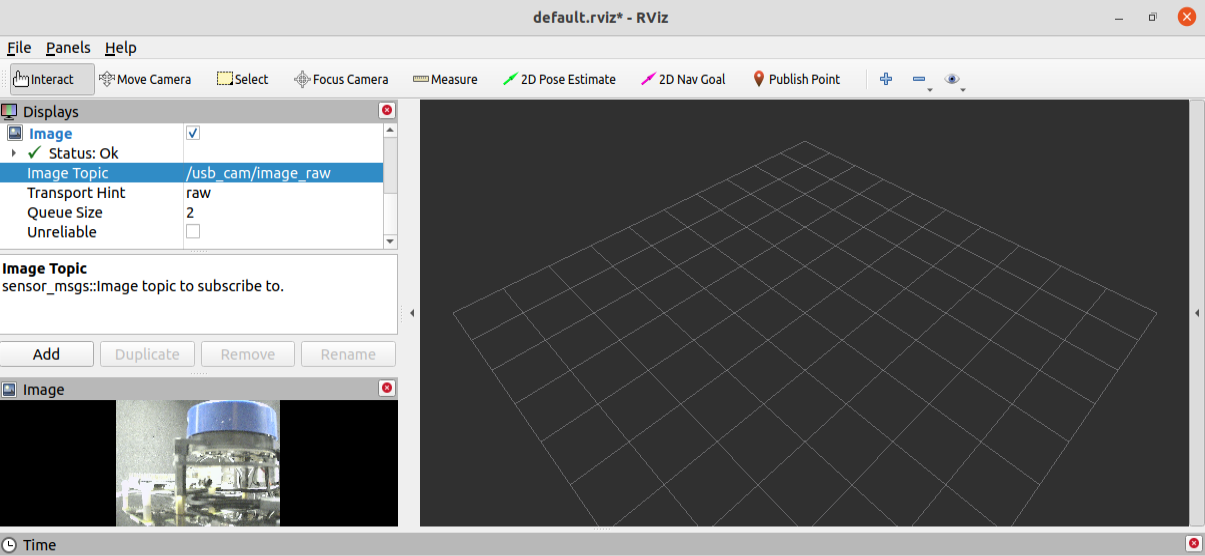 default.rviz* - RViz
File Panels Help
Interact Move Camera Select Focus Camera Measure 2D Pose Estimate 2D Nav Goal Publish Point
Displays
Image
Status: Ok
Image Topic /usb_cam/image_raw
Transport Hint raw
Queue Size 2
Unreliable
Image Topic
sensor_msgs::Image topic to subscribe to.
Add Duplicate Remove Rename
Image
Time